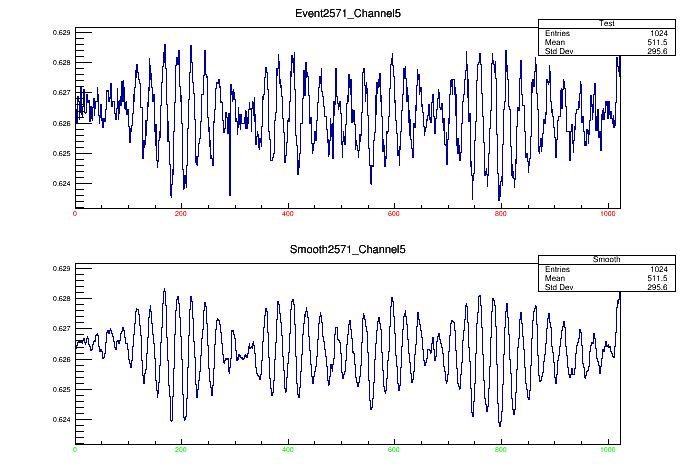 Event2571_Channel5
Test
Entries 1024
Mean 511.5
Std Dev 295.6
0.629
0.628
0.627
0.626
0.625
0.624
0 200 400 600 800 1000
Smooth2571_Channel5
Smooth
Entries 1024
Mean 511.5
Std Dev 295.6
0.629
0.628
0.627
0.626
0.625
0.624
0 200 400 600 800 1000